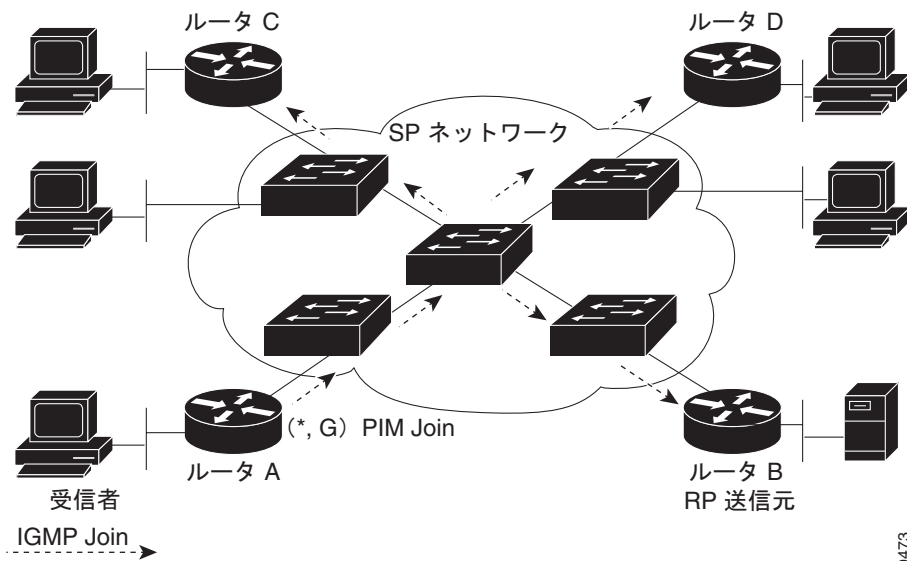 ルータ C
ルータ D
SP ネットワーク
(*, G) PIM Join
ルータ A
受信者
ルータ B
RP 送信元
IGMP Join